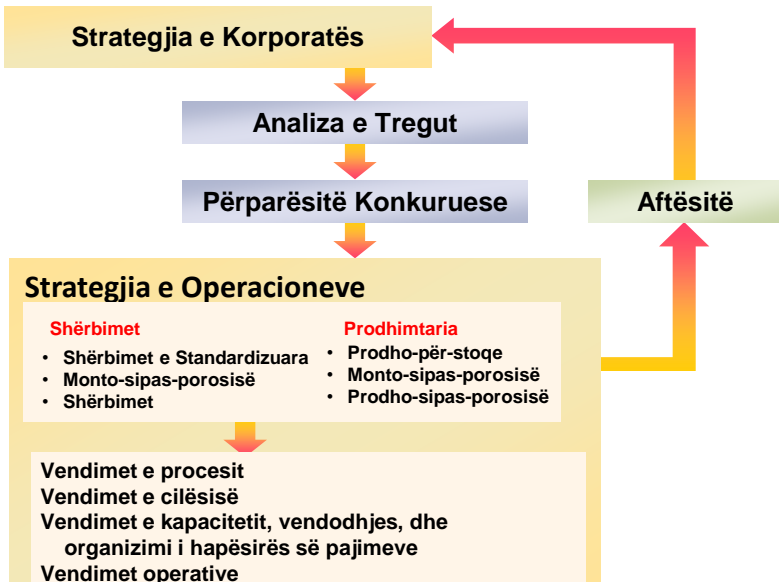 Strategjia e Korporatës
Analiza e Tregut
Përparësitë Konkuruese
Aftësitë
Strategjia e Operacioneve
Shërbimet
• Shërbimet e Standardizuara
• Monto-sipas-porosisë
• Shërbimet
Prodhimtaria
• Prodho-për-stoqe
• Monto-sipas-porosisë
• Prodho-sipas-porosisë
Vendimet e procesit
Vendimet e cilësisë
Vendimet e kapacitetit, vendodhjes, dhe
organizimi i hapësirës së pajimeve
Vendimet operative